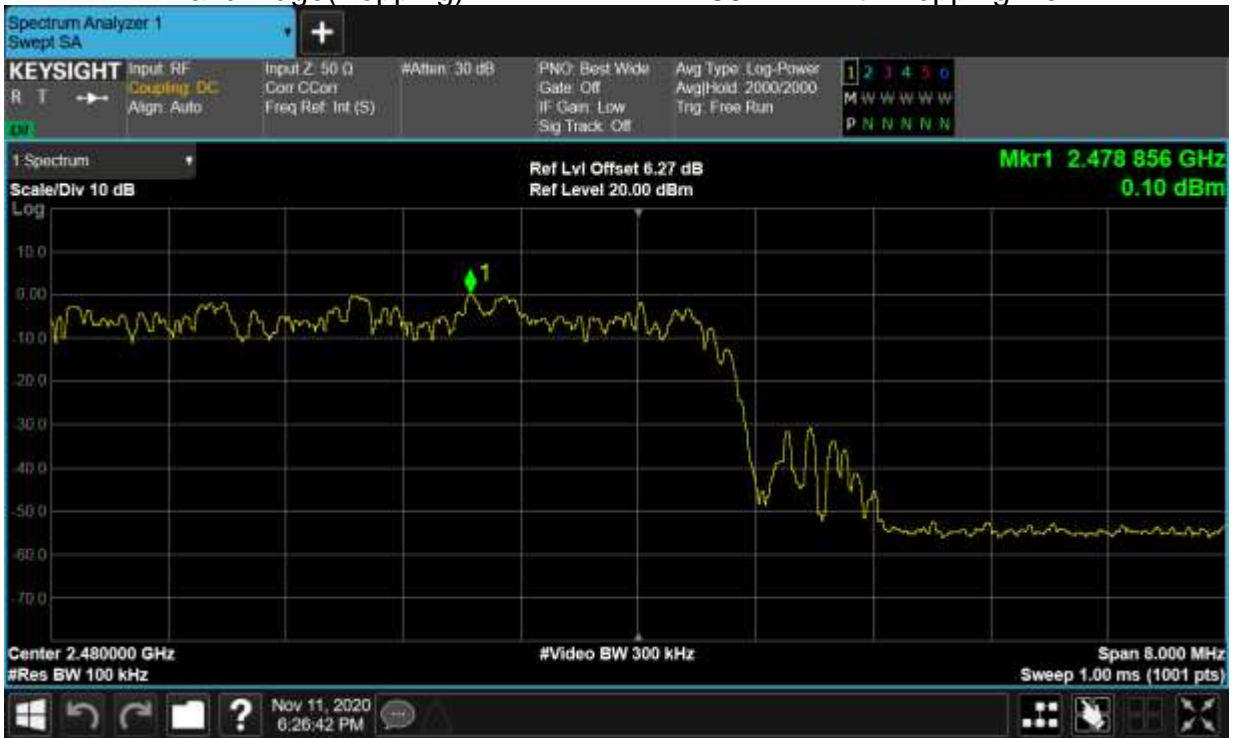 Spectrum Analyzer 1
Swept SA
+
KEYSIGHT
R T
Input: RF
Coupling: DC
Align: Auto
Input Z: 50 Ω
Corr CCorr
Freq Ref: Int (S)
#Atten: 30 dB
PNO: Best Wide
Gate: Off
IF Gain: Low
Sig Track: Off
Avg Type: Log-Power
Avg|Hold: 2000/2000
Trig: Free Run
1 2 3 4 5 6
M W W W W W
P N N N N N
1 Spectrum
Scale/Div 10 dB
Log
Ref Lvl Offset 6.27 dB
Ref Level 20.00 dBm
Mkr1 2.478 856 GHz
0.10 dBm
1
10.0
0.00
-10.0
-20.0
-30.0
-40.0
-50.0
-60.0
-70.0
Center 2.480000 GHz
#Res BW 100 kHz
#Video BW 300 kHz
Span 8.000 MHz
Sweep 1.00 ms (1001 pts)
?
Nov 11, 2020
6:26:42 PM